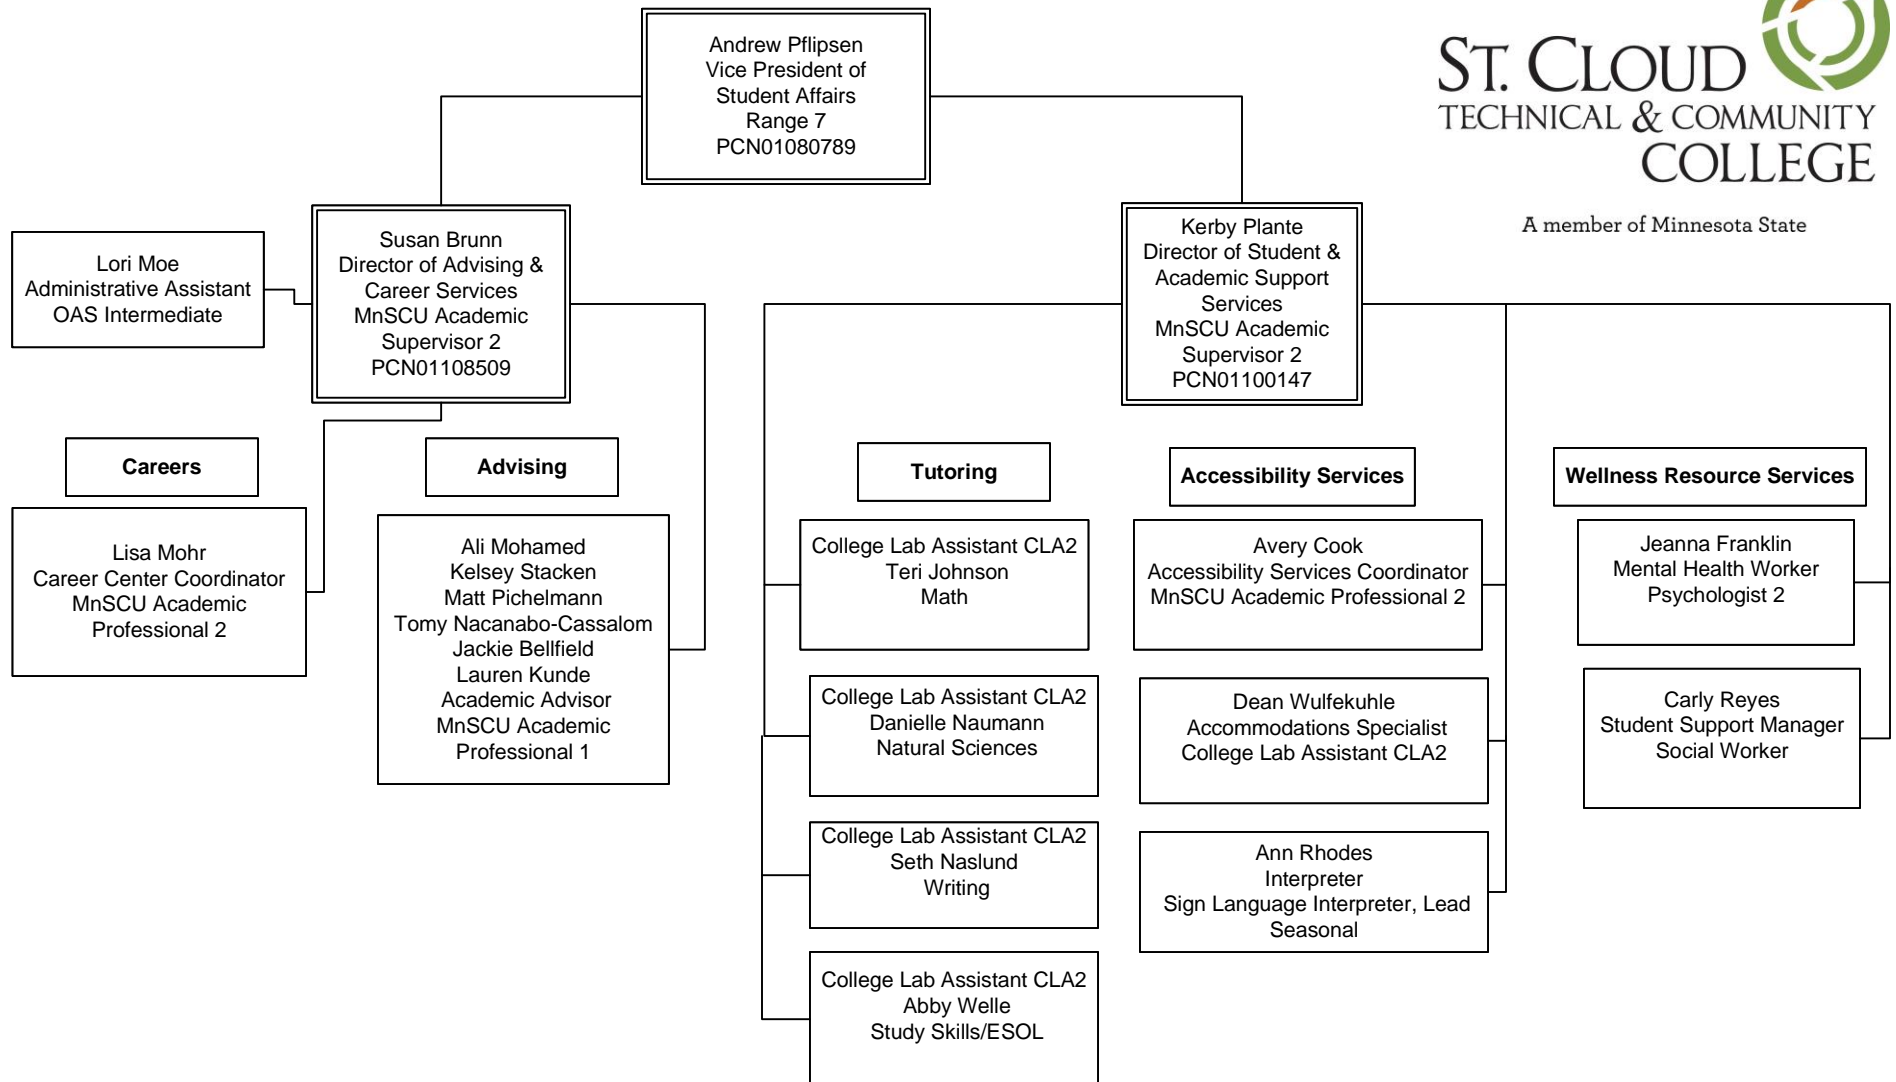 Andrew Pflipsen
Vice President of
Student Affairs
Range 7
PCN01080789
ST. CLOUD
TECHNICAL & COMMUNITY
COLLEGE
A member of Minnesota State
Lori Moe
Administrative Assistant
OAS Intermediate
Susan Brunn
Director of Advising &
Career Services
MnSCU Academic
Supervisor 2
PCN01108509
Kerby Plante
Director of Student &
Academic Support
Services
MnSCU Academic
Supervisor 2
PCN01100147
Careers
Lisa Mohr
Career Center Coordinator
MnSCU Academic
Professional 2
Advising
Ali Mohamed
Kelsey Stacken
Matt Pichelmann
Tomy Nacanabo-Cassalom
Jackie Bellfield
Lauren Kunde
Academic Advisor
MnSCU Academic
Professional 1
Tutoring
College Lab Assistant CLA2
Teri Johnson
Math
College Lab Assistant CLA2
Danielle Naumann
Natural Sciences
College Lab Assistant CLA2
Seth Naslund
Writing
College Lab Assistant CLA2
Abby Welle
Study Skills/ESOL
Accessibility Services
Avery Cook
Accessibility Services Coordinator
MnSCU Academic Professional 2
Dean Wulfekuhle
Accommodations Specialist
College Lab Assistant CLA2
Ann Rhodes
Interpreter
Sign Language Interpreter, Lead
Seasonal
Wellness Resource Services
Jeanna Franklin
Mental Health Worker
Psychologist 2
Carly Reyes
Student Support Manager
Social Worker